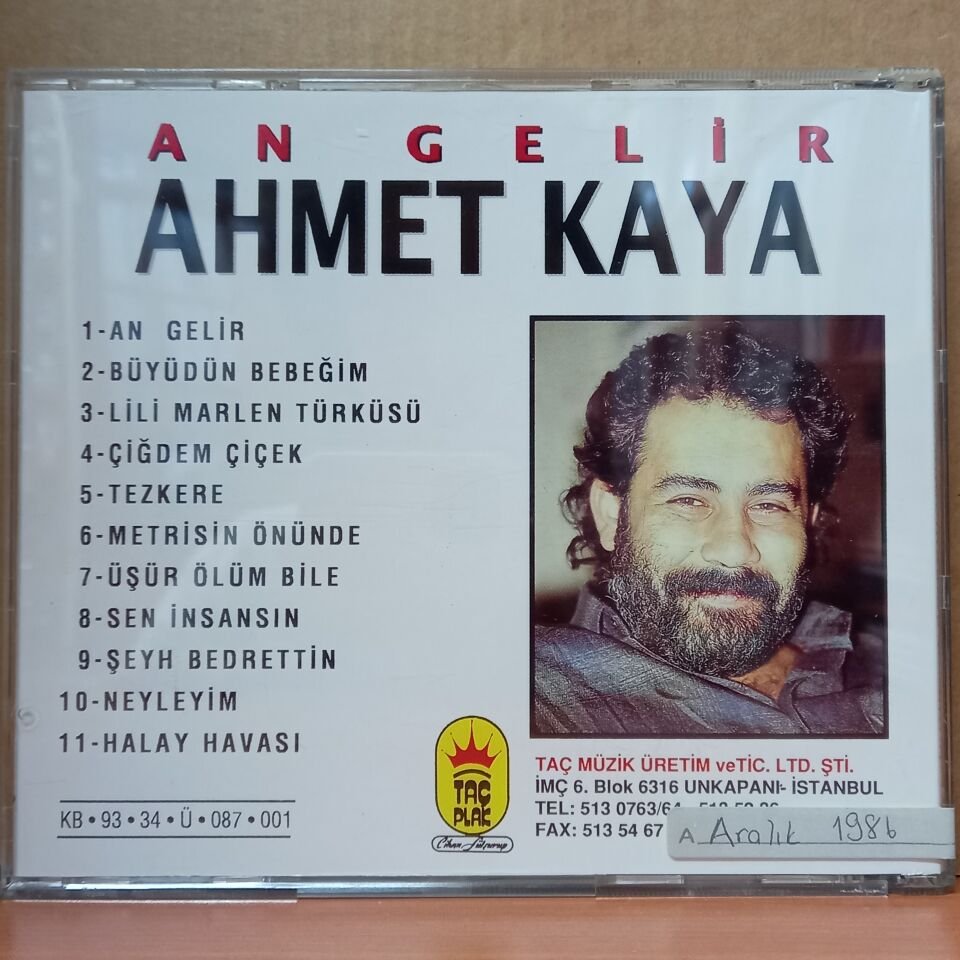 AN GELİR
AHMET KAYA
1-AN GELİR
2-BÜYÜDÜN BEBEĞİM
3-LİLİ MARLEN TÜRKÜSÜ
4-ÇİĞDEM ÇİÇEK
5-TEZKERE
6-METRİSİN ÖNÜNDE
7-ÜŞÜR ÖLÜM BİLE
8-SEN İNSANSIN
9-ŞEYH BEDRETTİN
10-NEYLEYİM
11-HALAY HAVASI
KB•93•34•Ü•087•001
TAÇ
PLAK
TAÇ MÜZİK ÜRETİM veTİC. LTD. ŞTİ.
İMÇ 6. Blok 6316 UNKAPANI- İSTANBUL
TEL: 513 0763/64
FAX: 513 54 67
A Aralık 1986